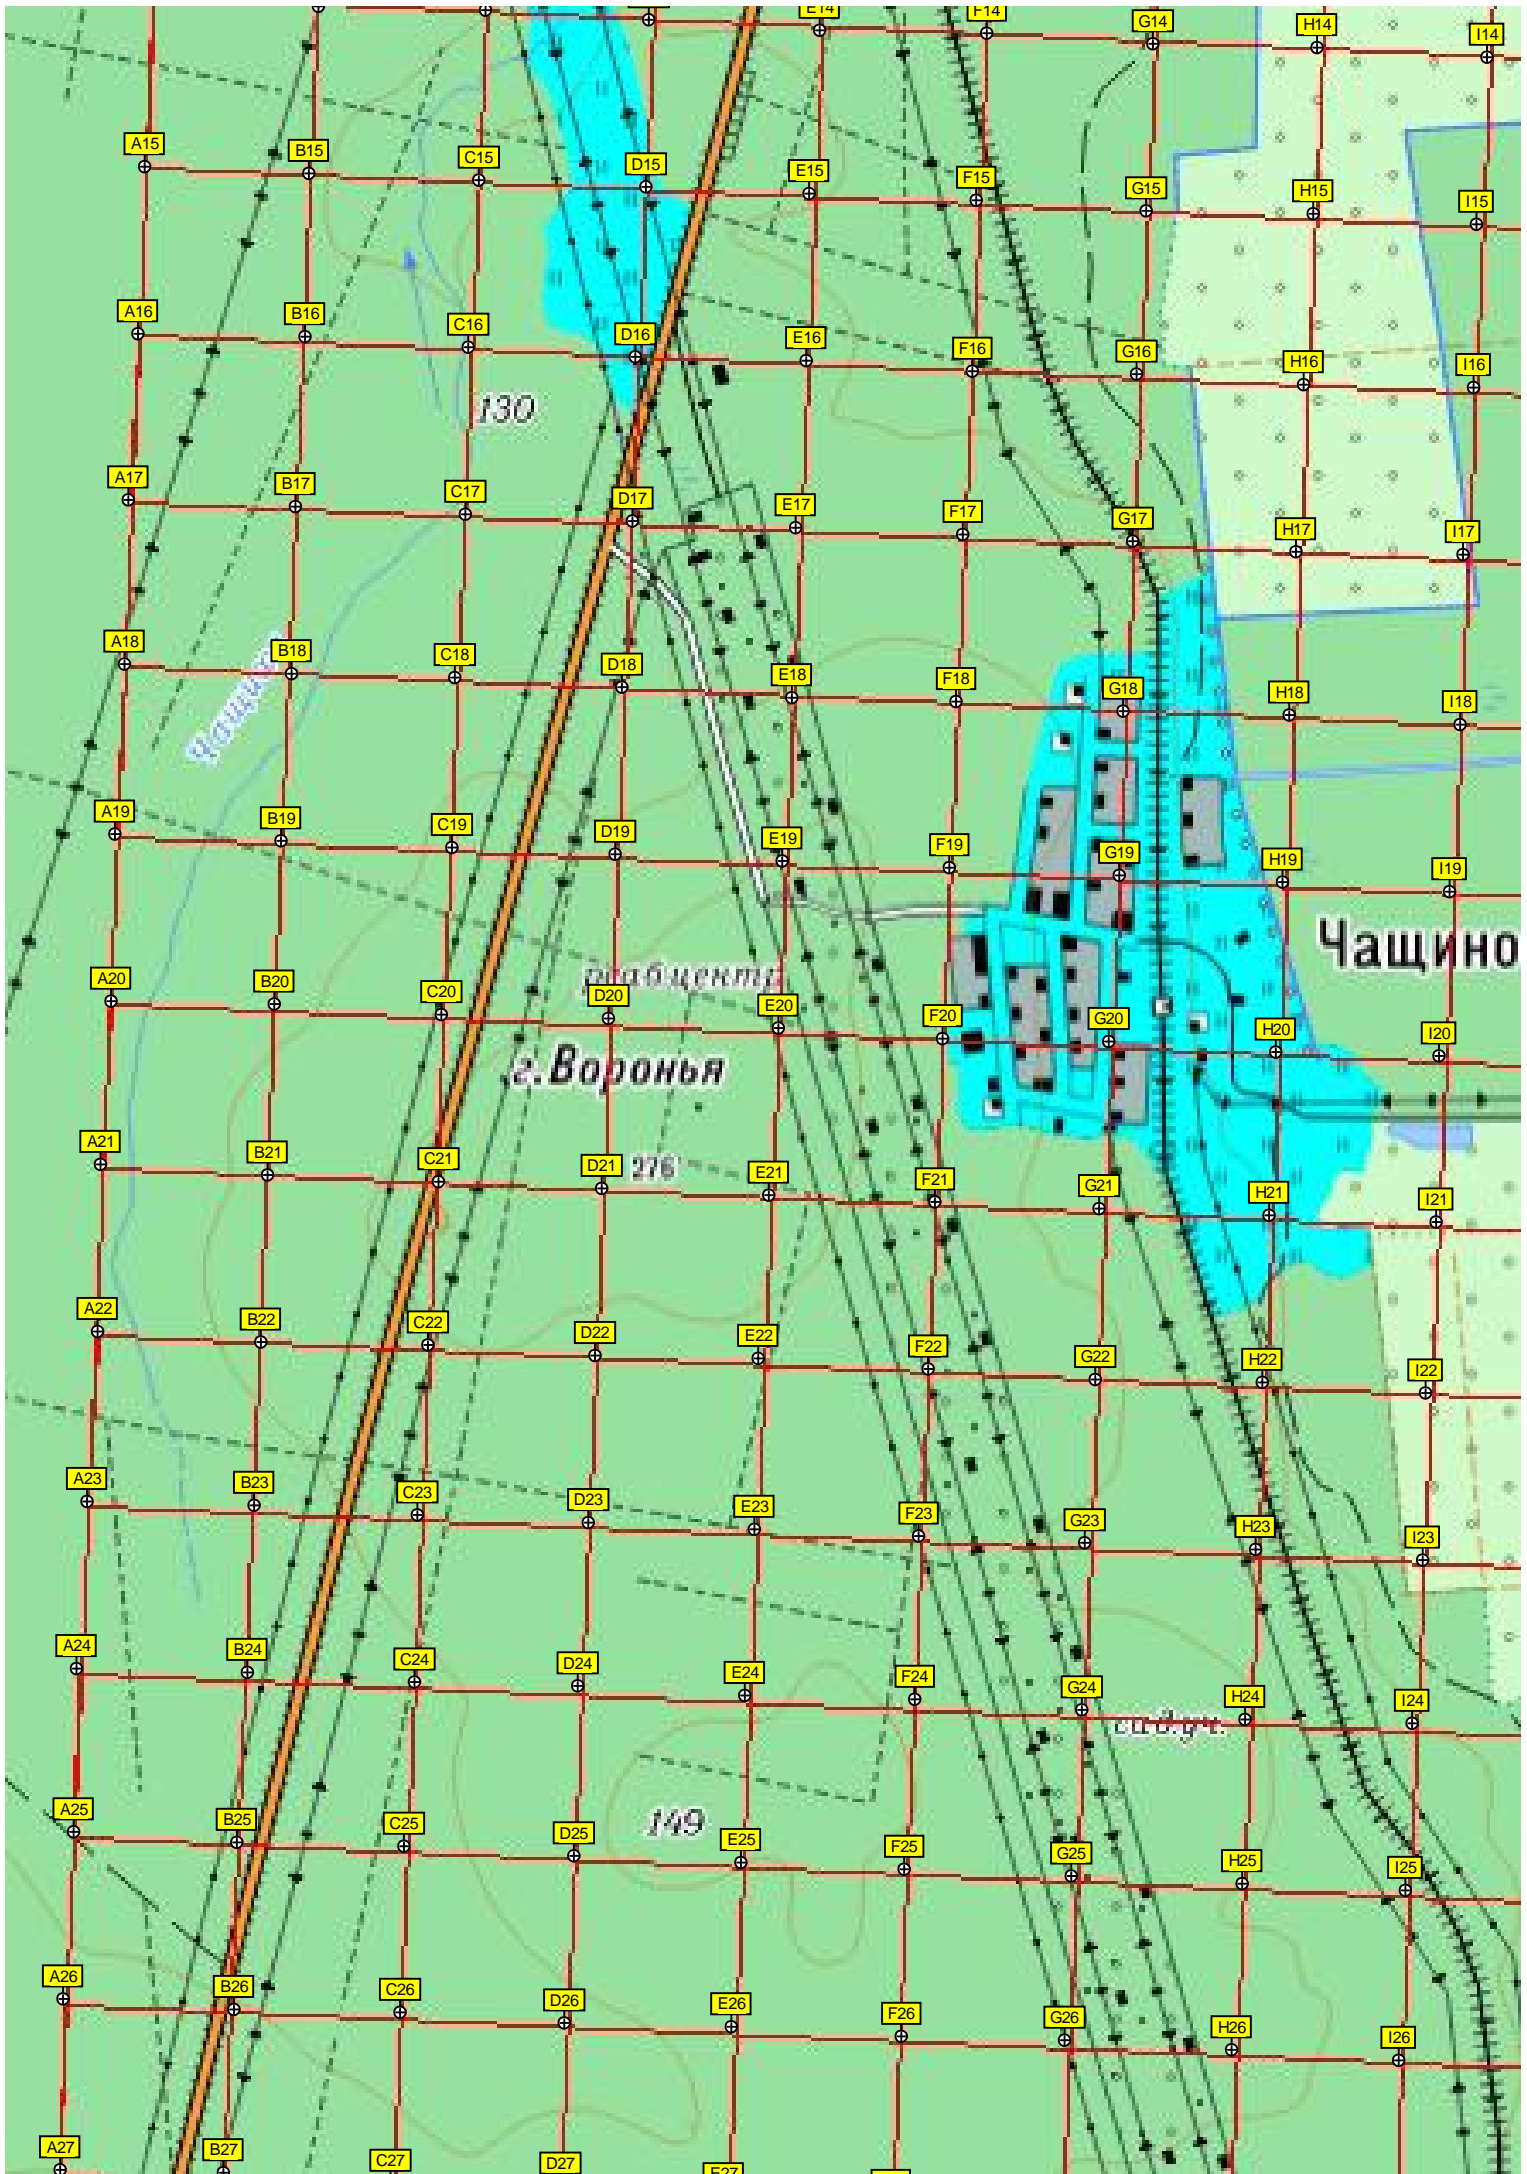 E14 F14
G14 H14 I14
A15 B15 C15 D15 E15 F15 G15 H15 I15
A16 B16 C16 D16 E16 F16 G16 H16 I16
130
A17 B17 C17 D17 E17 F17 G17 H17 I17
A18 B18 C18 D18 E18 F18 G18 H18 I18
A19 B19 C19 D19 E19 F19 G19 H19 I19
Чащино
A20 B20 C20 D20 E20 F20 G20 H20 I20
г.Воронья
A21 B21 C21 D21 276 E21 F21 G21 H21 I21
A22 B22 C22 D22 E22 F22 G22 H22 I22
A23 B23 C23 D23 E23 F23 G23 H23 I23
A24 B24 C24 D24 E24 F24 G24 H24 I24
149
A25 B25 C25 D25 E25 F25 G25 H25 I25
A26 B26 C26 D26 E26 F26 G26 H26 I26
A27 B27 C27 D27 E27